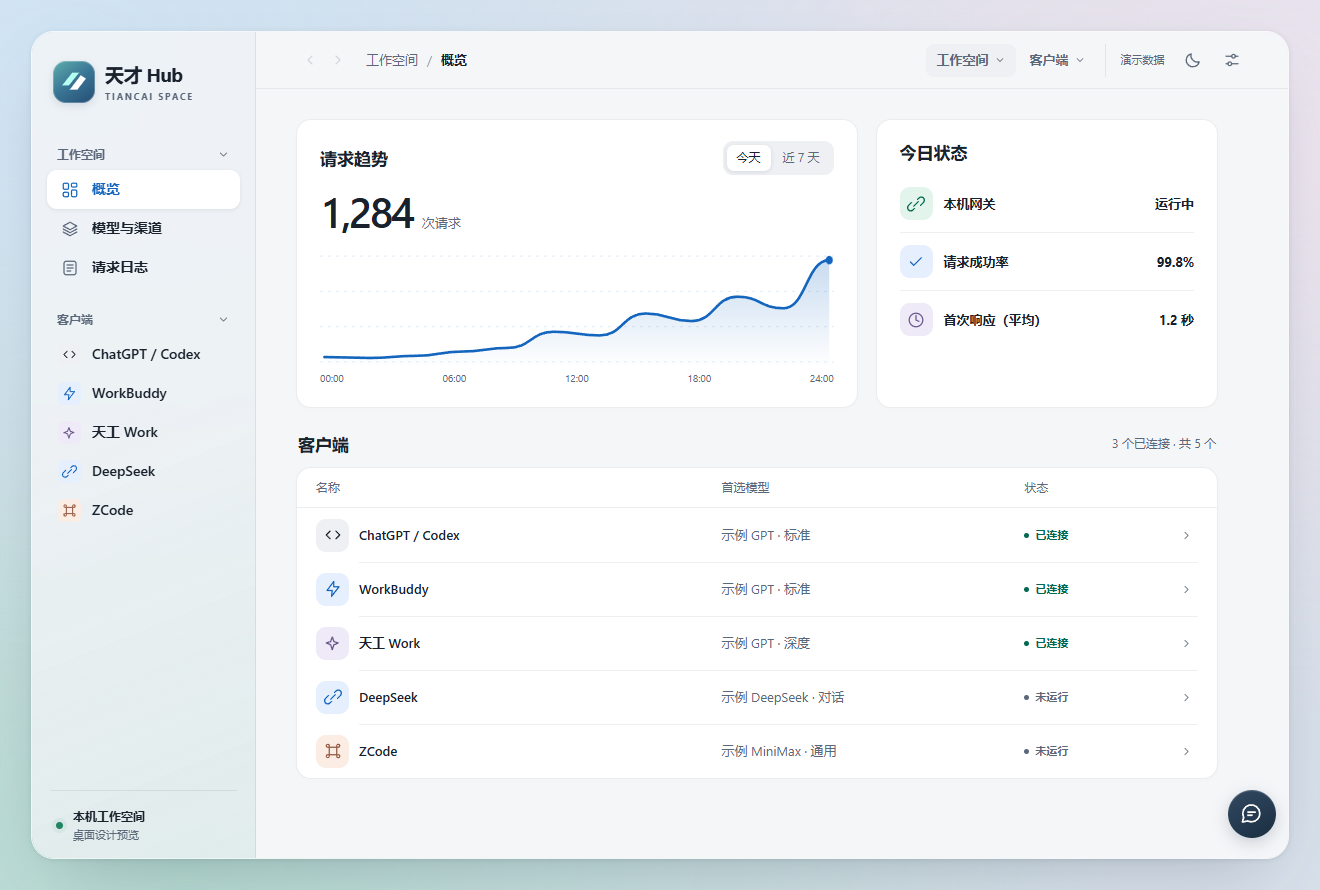 天才 Hub
TIANCAI SPACE
工作空间
概览
模型与渠道
请求日志
客户端
ChatGPT / Codex
WorkBuddy
天工 Work
DeepSeek
ZCode
本机工作空间
桌面设计预览
工作空间 / 概览
工作空间
客户端
演示数据
请求趋势
今天
近 7 天
1,284 次请求
00:00 06:00 12:00 18:00 24:00
今日状态
本机网关 运行中
请求成功率 99.8%
首次响应（平均） 1.2 秒
客户端
3 个已连接 · 共 5 个
名称 首选模型 状态
ChatGPT / Codex 示例 GPT · 标准 已连接
WorkBuddy 示例 GPT · 标准 已连接
天工 Work 示例 GPT · 深度 已连接
DeepSeek 示例 DeepSeek · 对话 未运行
ZCode 示例 MiniMax · 通用 未运行